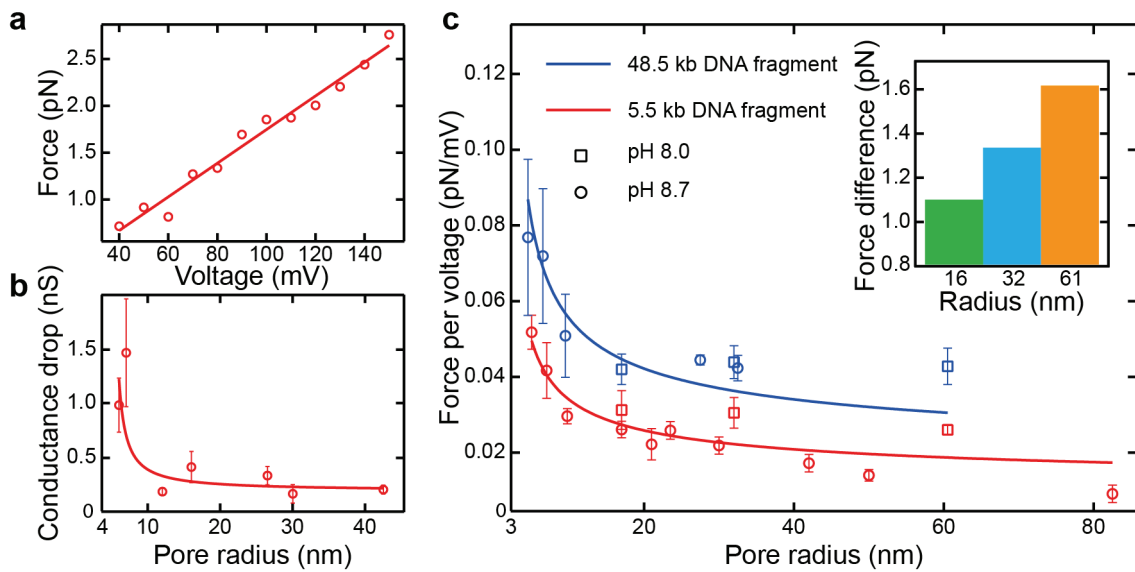 a
Force (pN)
2.5
2.0
1.5
1.0
40 60 80 100 120 140
Voltage (mV)
b
Conductance drop (nS)
1.5
1.0
0.5
0
4 10 20 30 40
Pore radius (nm)
c
Force per voltage (pN/mV)
0.12
0.10
0.08
0.06
0.04
0.02
0
3 20 40 60 80
Pore radius (nm)
48.5 kb DNA fragment
5.5 kb DNA fragment
pH 8.0
pH 8.7
Force difference (pN)
1.6
1.4
1.2
1.0
0.8
16 32 61
Radius (nm)